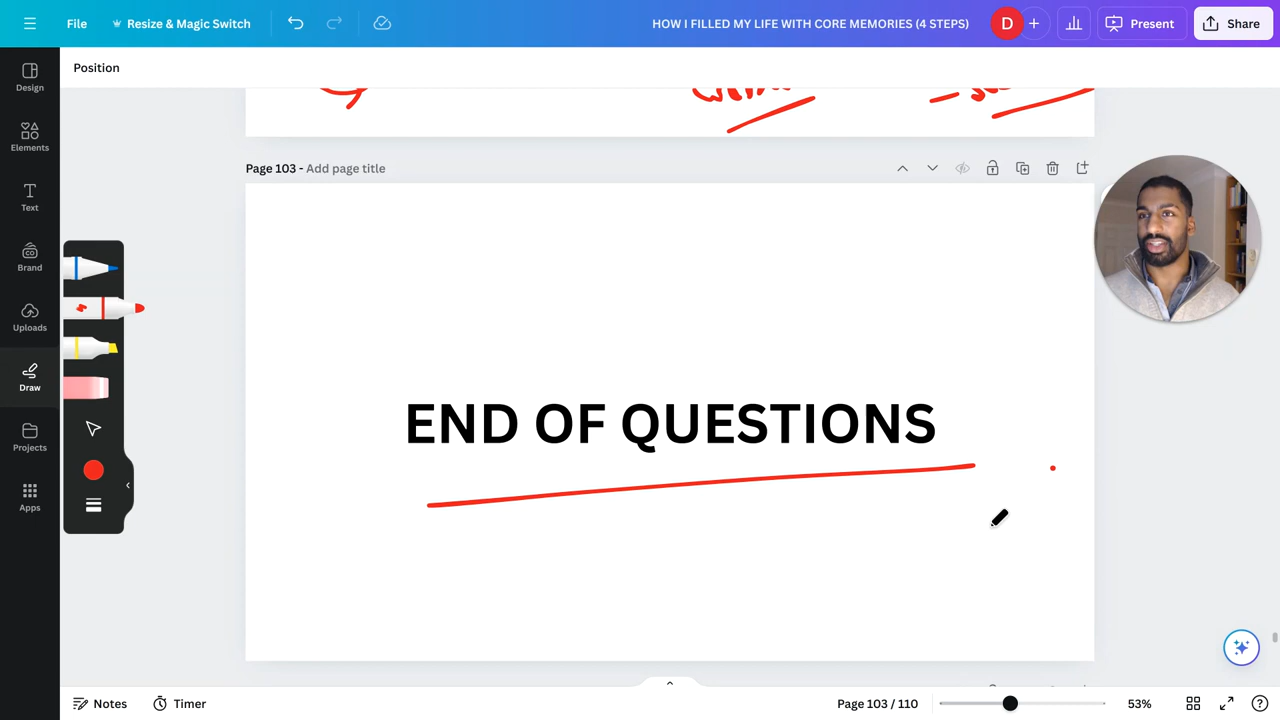 File
Resize & Magic Switch
HOW I FILLED MY LIFE WITH CORE MEMORIES (4 STEPS)
D
Present
Share
Position
Design
Elements
Text
Brand
Uploads
Draw
Projects
Apps
Page 103 - Add page title
END OF QUESTIONS
Notes
Timer
Page 103 / 110
53%